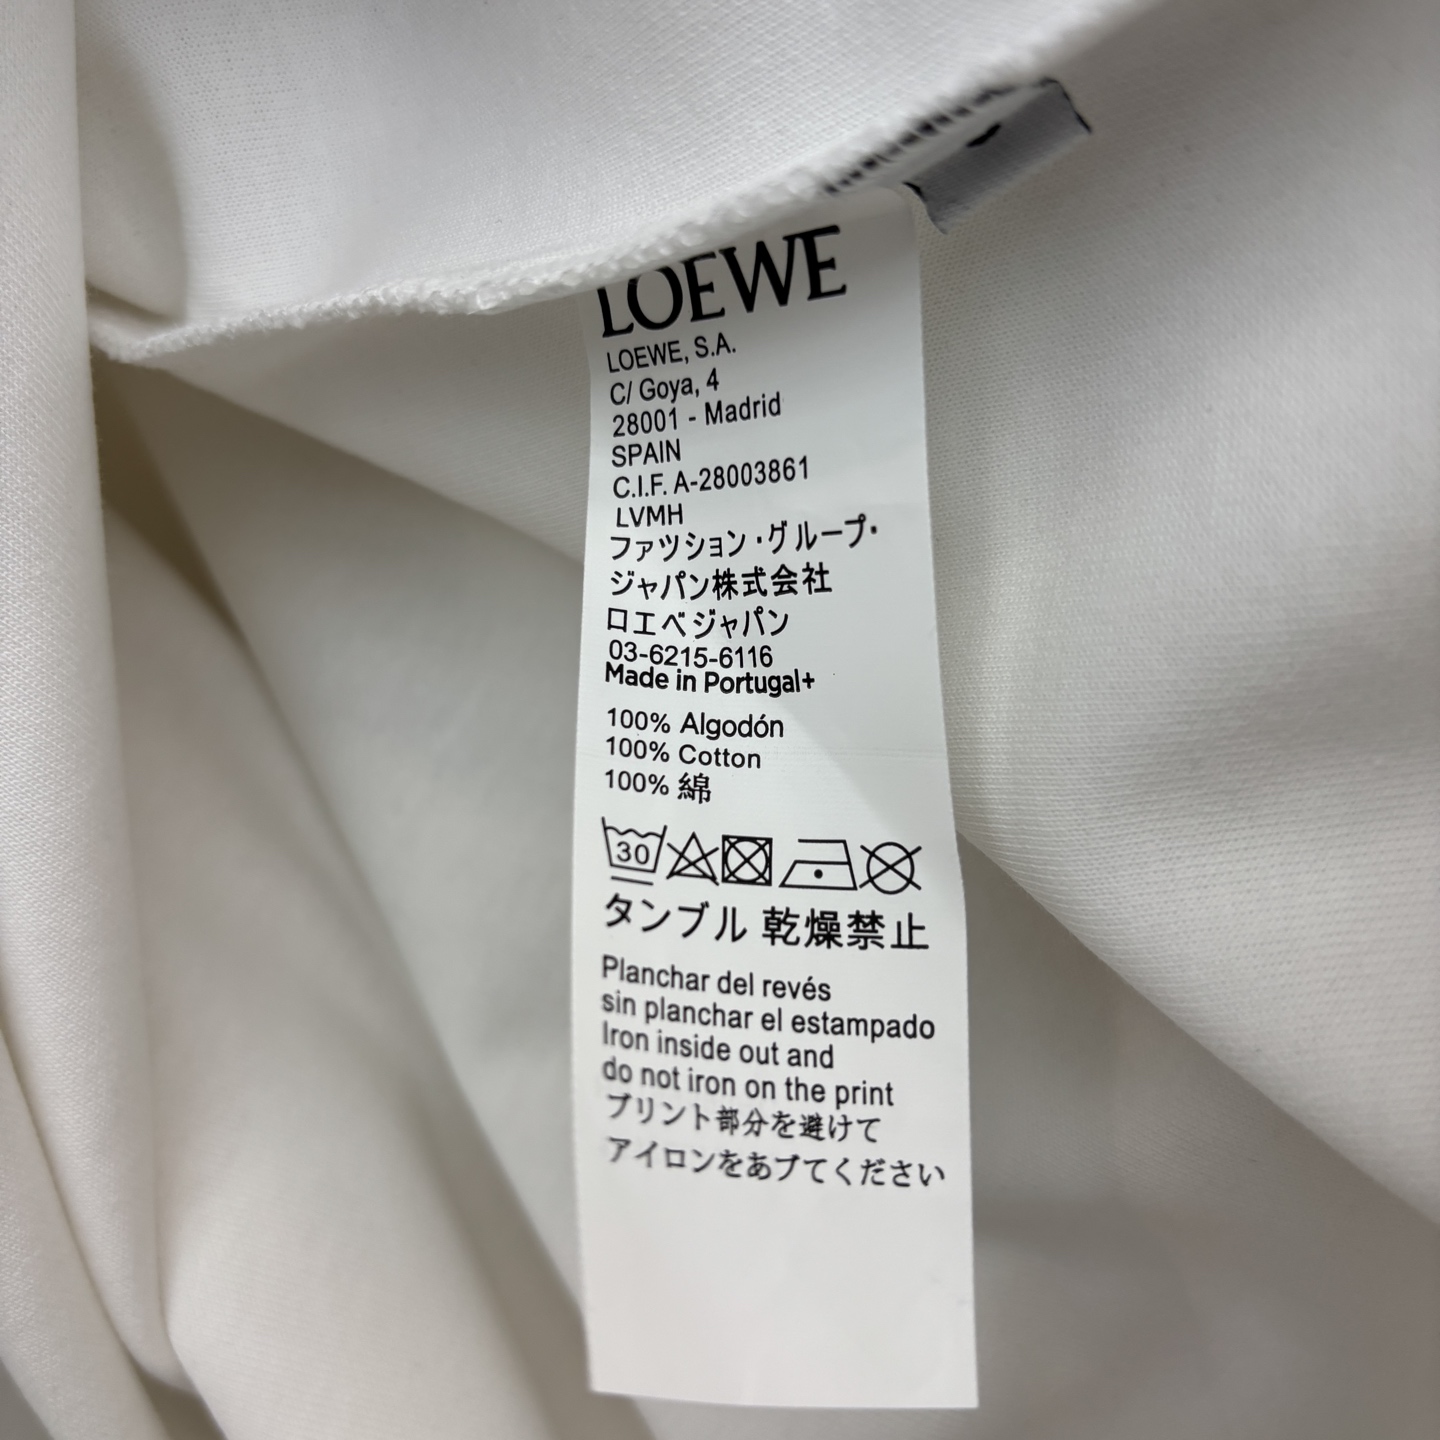 LOEWE
LOEWE, S.A.
C/ Goya, 4
28001 - Madrid
SPAIN
C.I.F. A-28003861
LVMH
ファツション・グループ・
ジャパン株式会社
ロエベジャパン
03-6215-6116
Made in Portugal+
100% Algodón
100% Cotton
100% 綿
30
タンブル 乾燥禁止
Planchar del revés
sin planchar el estampado
Iron inside out and
do not iron on the print
プリント部分を避けて
アイロンをあブてください